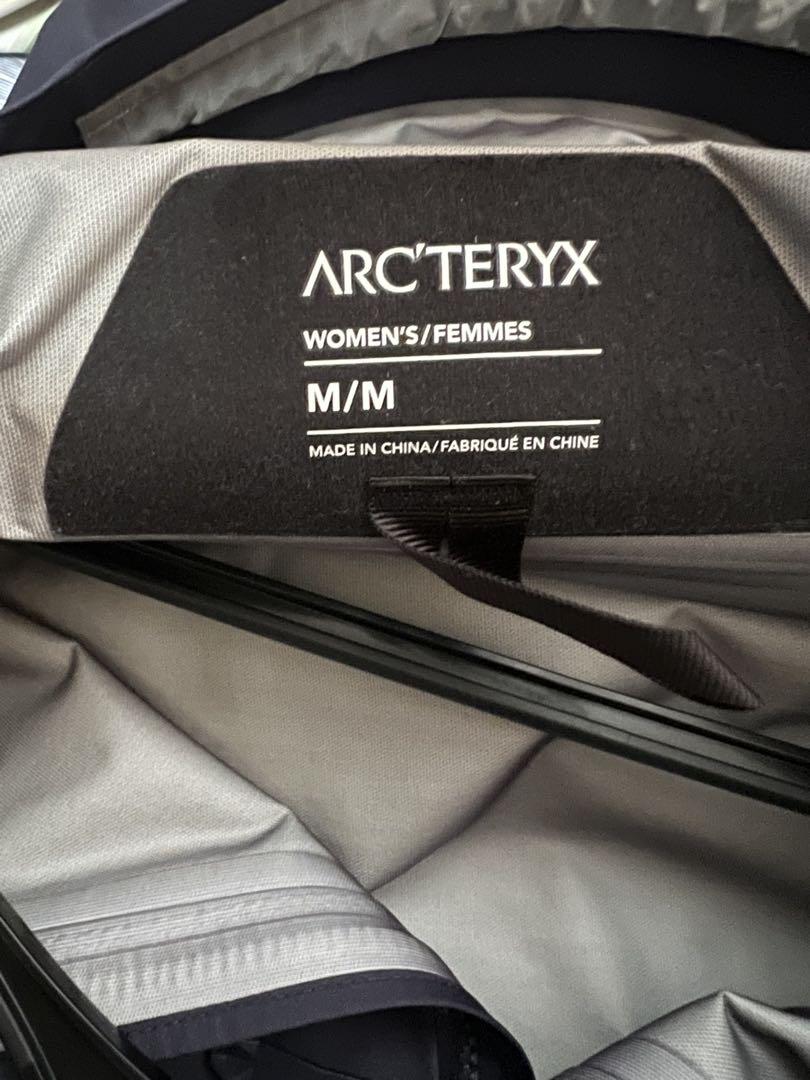 ARC'TERYX
WOMEN'S/FEMMES
M/M
MADE IN CHINA/FABRIQUÉ EN CHINE